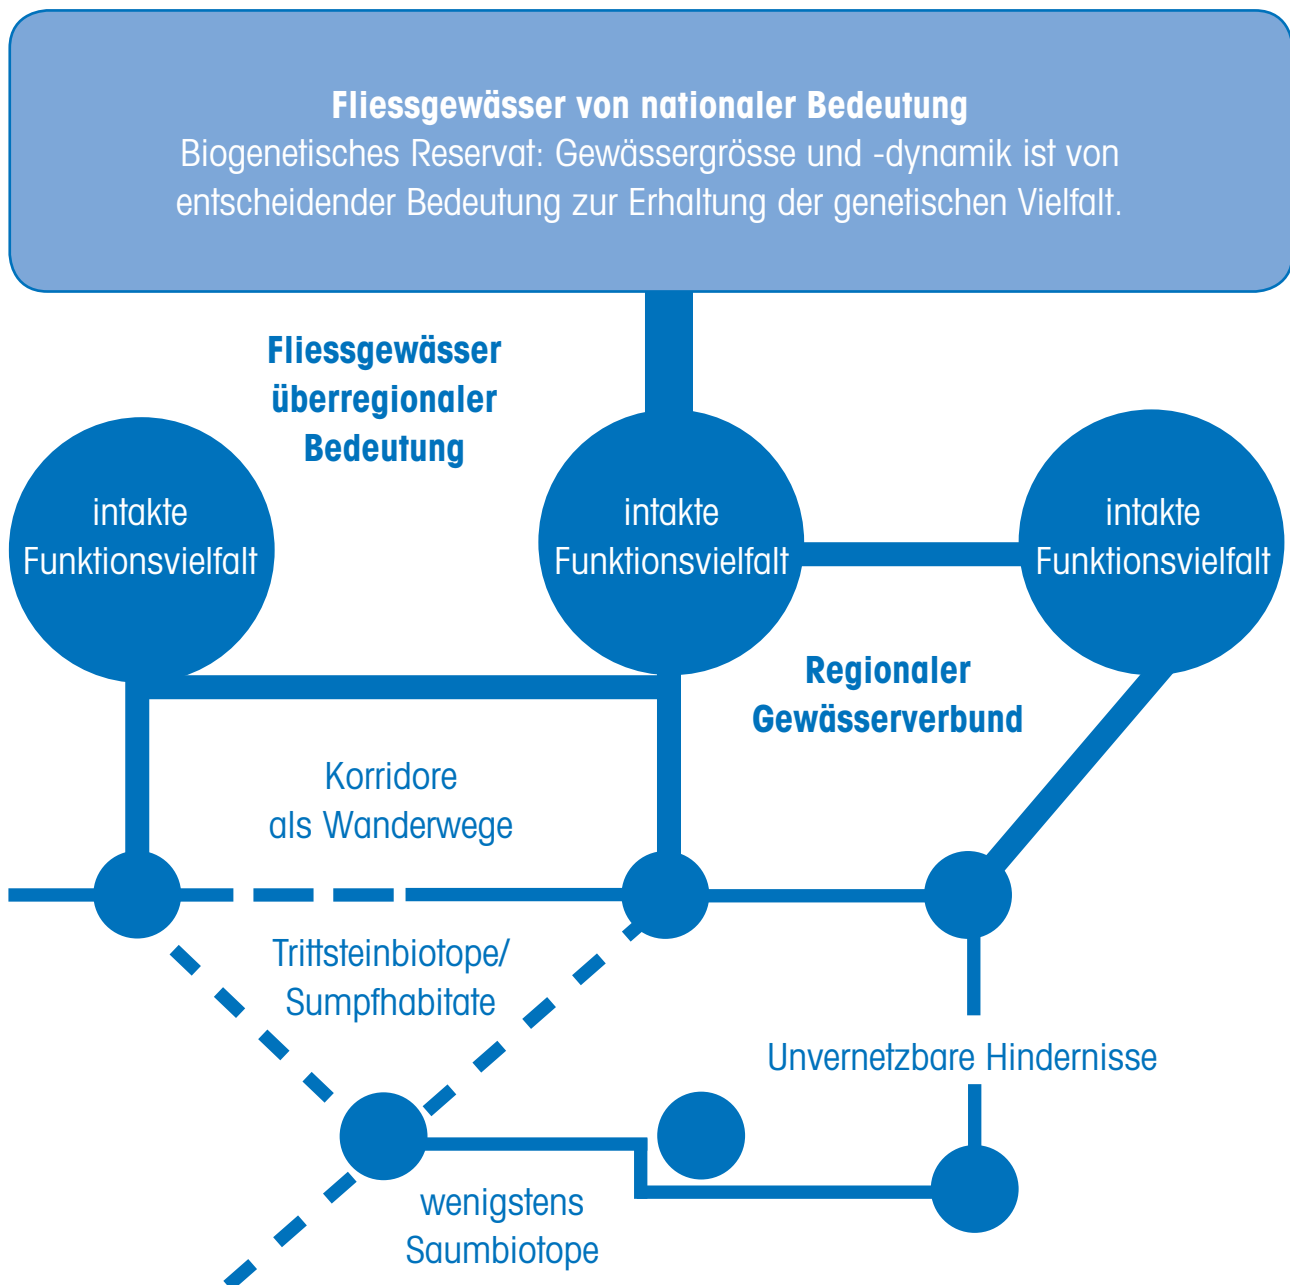 Fliessgewässer von nationaler Bedeutung
Biogenetisches Reservat: Gewässergrösse und -dynamik ist von
entscheidender Bedeutung zur Erhaltung der genetischen Vielfalt.
Fliessgewässer
überregionaler
Bedeutung
intakte
Funktionsvielfalt
intakte
Funktionsvielfalt
intakte
Funktionsvielfalt
Regionaler
Gewässerverbund
Korridore
als Wanderwege
Trittsteinbiotope/
Sumpfhabitate
Unvernetzbare Hindernisse
wenigstens
Saumbiotope